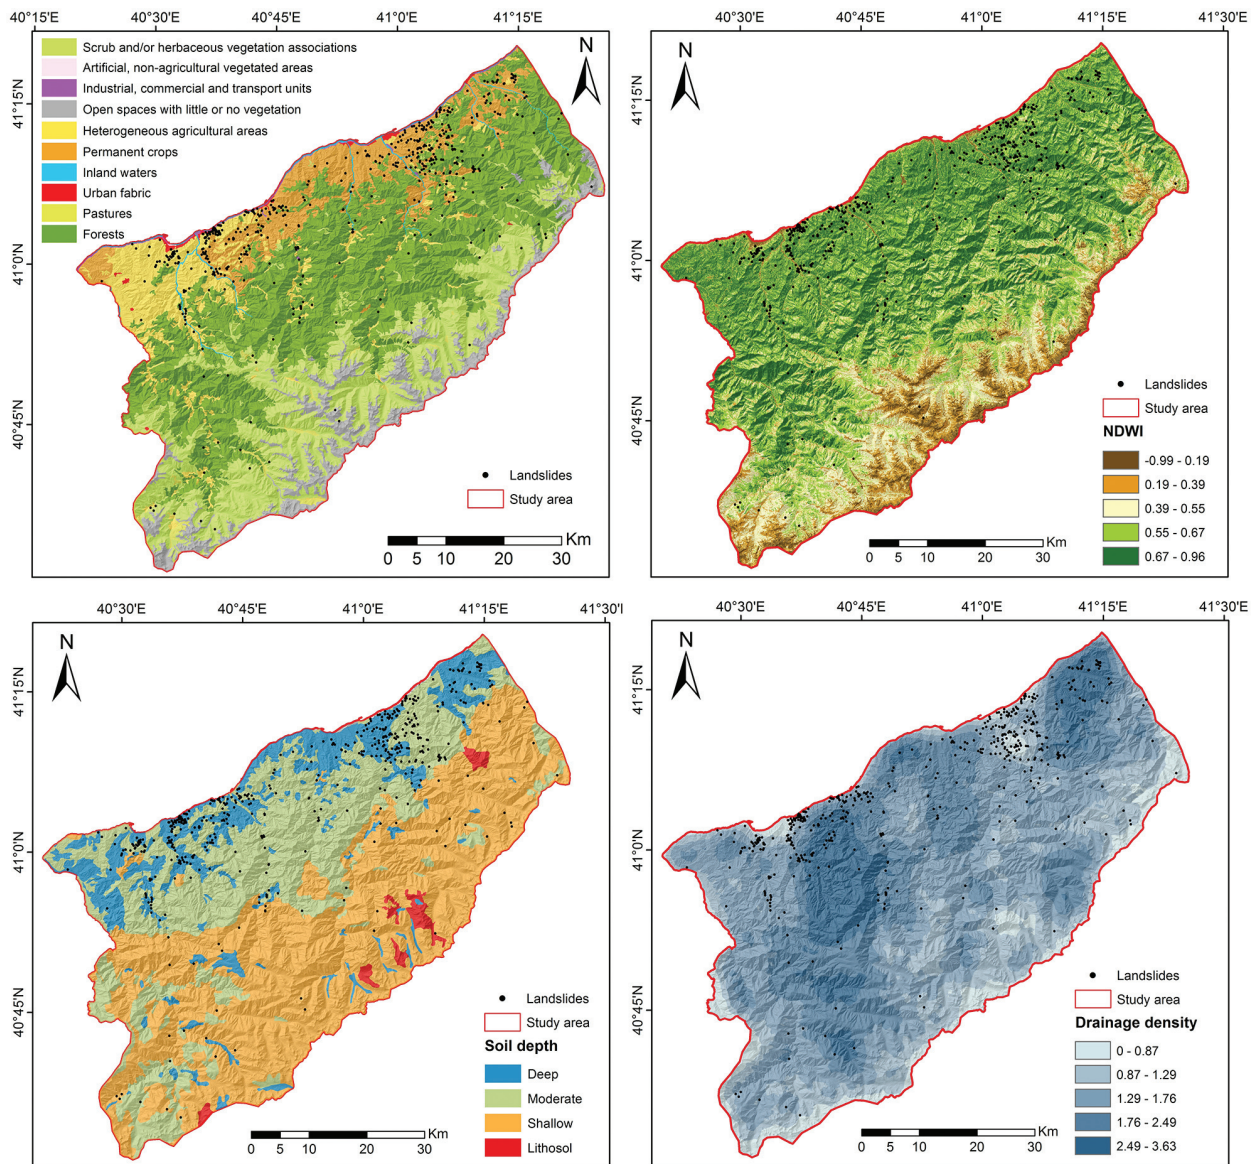 40°15'E 40°30'E 40°45'E 41°0'E 41°15'E
41°15'N
41°0'N
40°45'N
N
Scrub and/or herbaceous vegetation associations
Artificial, non-agricultural vegetated areas
Industrial, commercial and transport units
Open spaces with little or no vegetation
Heterogeneous agricultural areas
Permanent crops
Inland waters
Urban fabric
Pastures
Forests
Landslides
Study area
0 5 10 20 30 Km
40°30'E 40°45'E 41°0'E 41°15'E 41°30'E
41°15'N
41°0'N
40°45'N
N
Landslides
Study area
NDWI
-0.99 - 0.19
0.19 - 0.39
0.39 - 0.55
0.55 - 0.67
0.67 - 0.96
0 5 10 20 30 Km
40°30'E 40°45'E 41°0'E 41°15'E 41°30'I
41°15'N
41°0'N
40°45'N
N
Landslides
Study area
Soil depth
Deep
Moderate
Shallow
Lithosol
0 5 10 20 30 Km
40°30'E 40°45'E 41°0'E 41°15'E 41°30'E
41°15'N
41°0'N
40°45'N
N
Landslides
Study area
Drainage density
0 - 0.87
0.87 - 1.29
1.29 - 1.76
1.76 - 2.49
2.49 - 3.63
0 5 10 20 30 Km